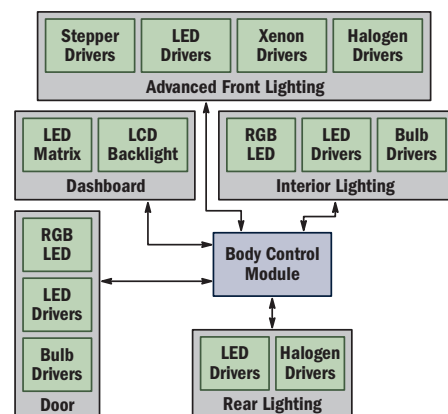 Stepper
Drivers
LED
Drivers
Xenon
Drivers
Halogen
Drivers
Advanced Front Lighting
LED
Matrix
LCD
Backlight
Dashboard
RGB
LED
LED
Drivers
Bulb
Drivers
Interior Lighting
RGB
LED
LED
Drivers
Bulb
Drivers
Door
Body Control
Module
LED
Drivers
Halogen
Drivers
Rear Lighting